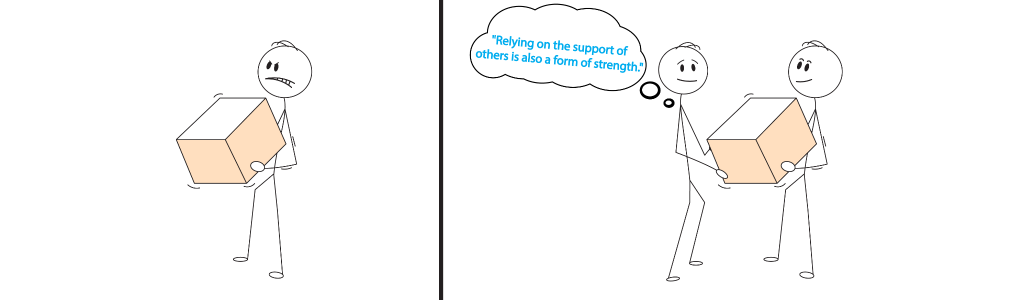 "Relying on the support of
others is also a form of strength."